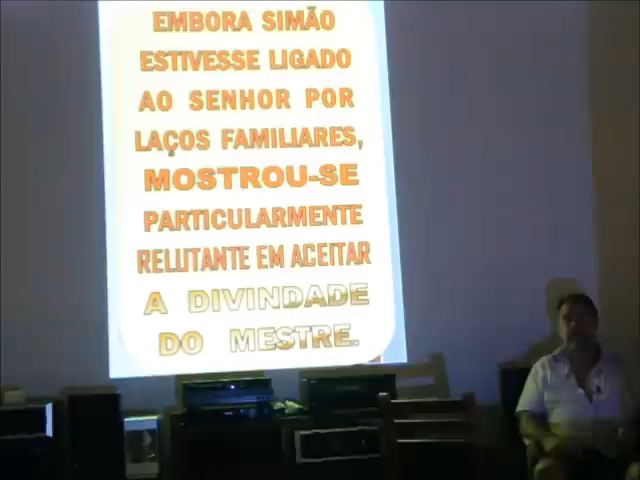 EMBORA SIMÃO
ESTIVESSE LIGADO
AO SENHOR POR
LAÇOS FAMILIARES,
MOSTROU-SE
PARTICULARMENTE
RELUTANTE EM ACEITAR
A DIVINDADE
DO MESTRE.